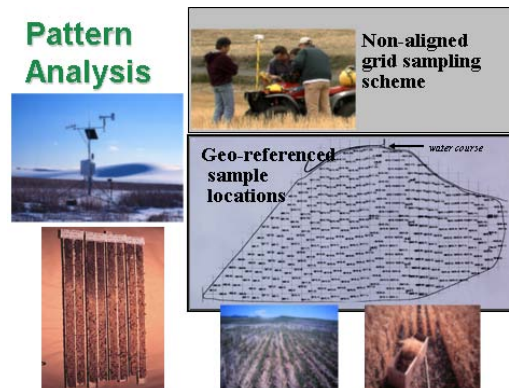 Pattern
Analysis
Non-aligned
grid sampling
scheme
Geo-referenced
sample
locations
water course